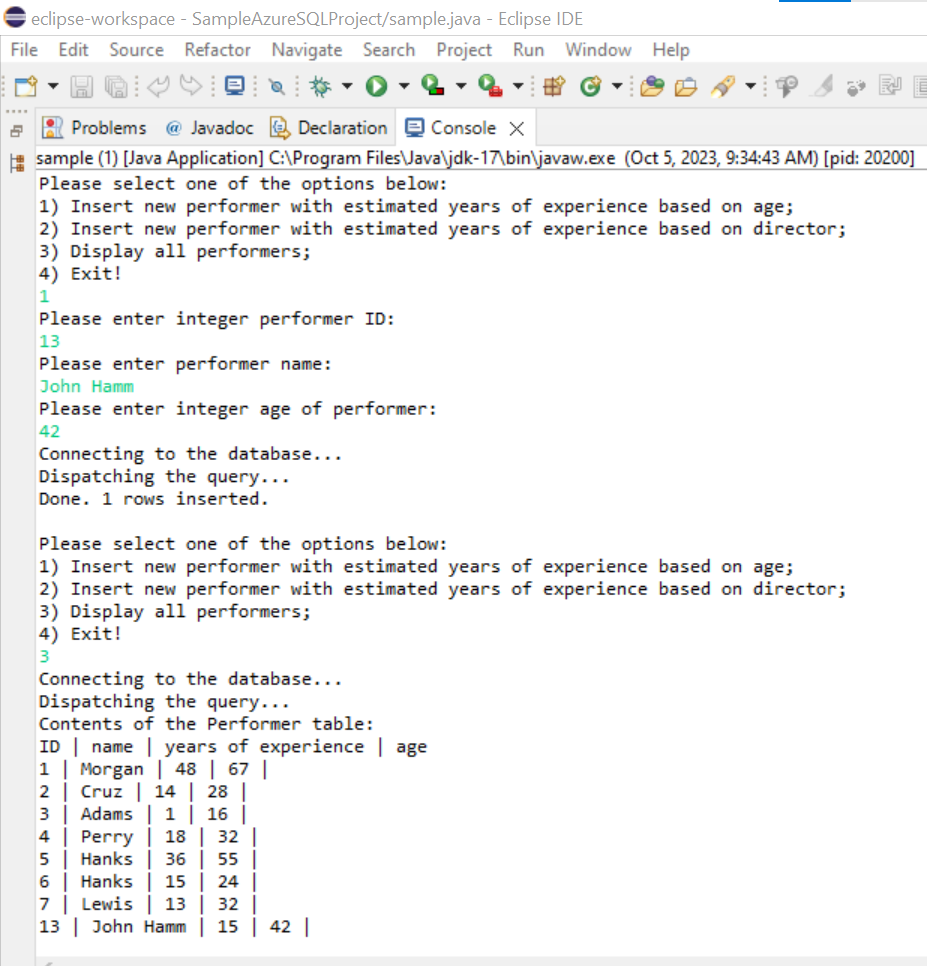 eclipse-workspace - SampleAzureSQLProject/sample.java - Eclipse IDE
File Edit Source Refactor Navigate Search Project Run Window Help
Problems @ Javadoc Declaration Console
sample (1) [Java Application] C:\Program Files\Java\jdk-17\bin\javaw.exe (Oct 5, 2023, 9:34:43 AM) [pid: 20200]
Please select one of the options below:
1) Insert new performer with estimated years of experience based on age;
2) Insert new performer with estimated years of experience based on director;
3) Display all performers;
4) Exit!
1
Please enter integer performer ID:
13
Please enter performer name:
John Hamm
Please enter integer age of performer:
42
Connecting to the database...
Dispatching the query...
Done. 1 rows inserted.
Please select one of the options below:
1) Insert new performer with estimated years of experience based on age;
2) Insert new performer with estimated years of experience based on director;
3) Display all performers;
4) Exit!
3
Connecting to the database...
Dispatching the query...
Contents of the Performer table:
ID | name | years of experience | age
1 | Morgan | 48 | 67 |
2 | Cruz | 14 | 28 |
3 | Adams | 1 | 16 |
4 | Perry | 18 | 32 |
5 | Hanks | 36 | 55 |
6 | Hanks | 15 | 24 |
7 | Lewis | 13 | 32 |
13 | John Hamm | 15 | 42 |